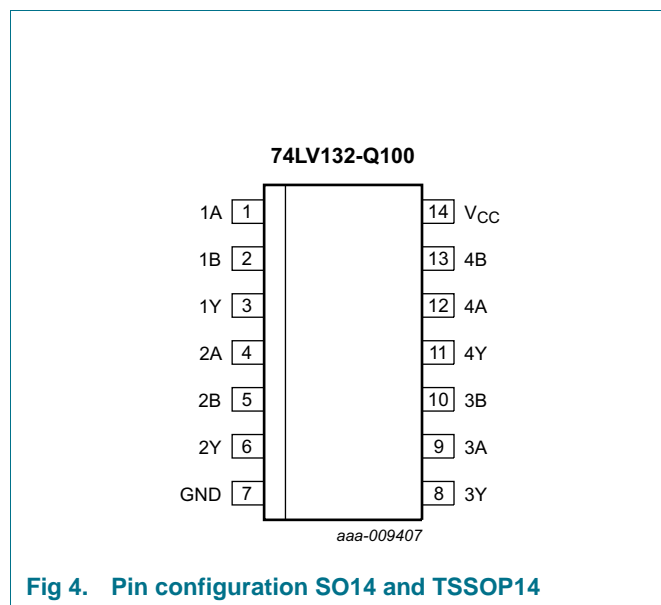 74LV132-Q100
1A 1 14 VCC
1B 2 13 4B
1Y 3 12 4A
2A 4 11 4Y
2B 5 10 3B
2Y 6 9 3A
GND 7 8 3Y
aaa-009407
Fig 4. Pin configuration SO14 and TSSOP14